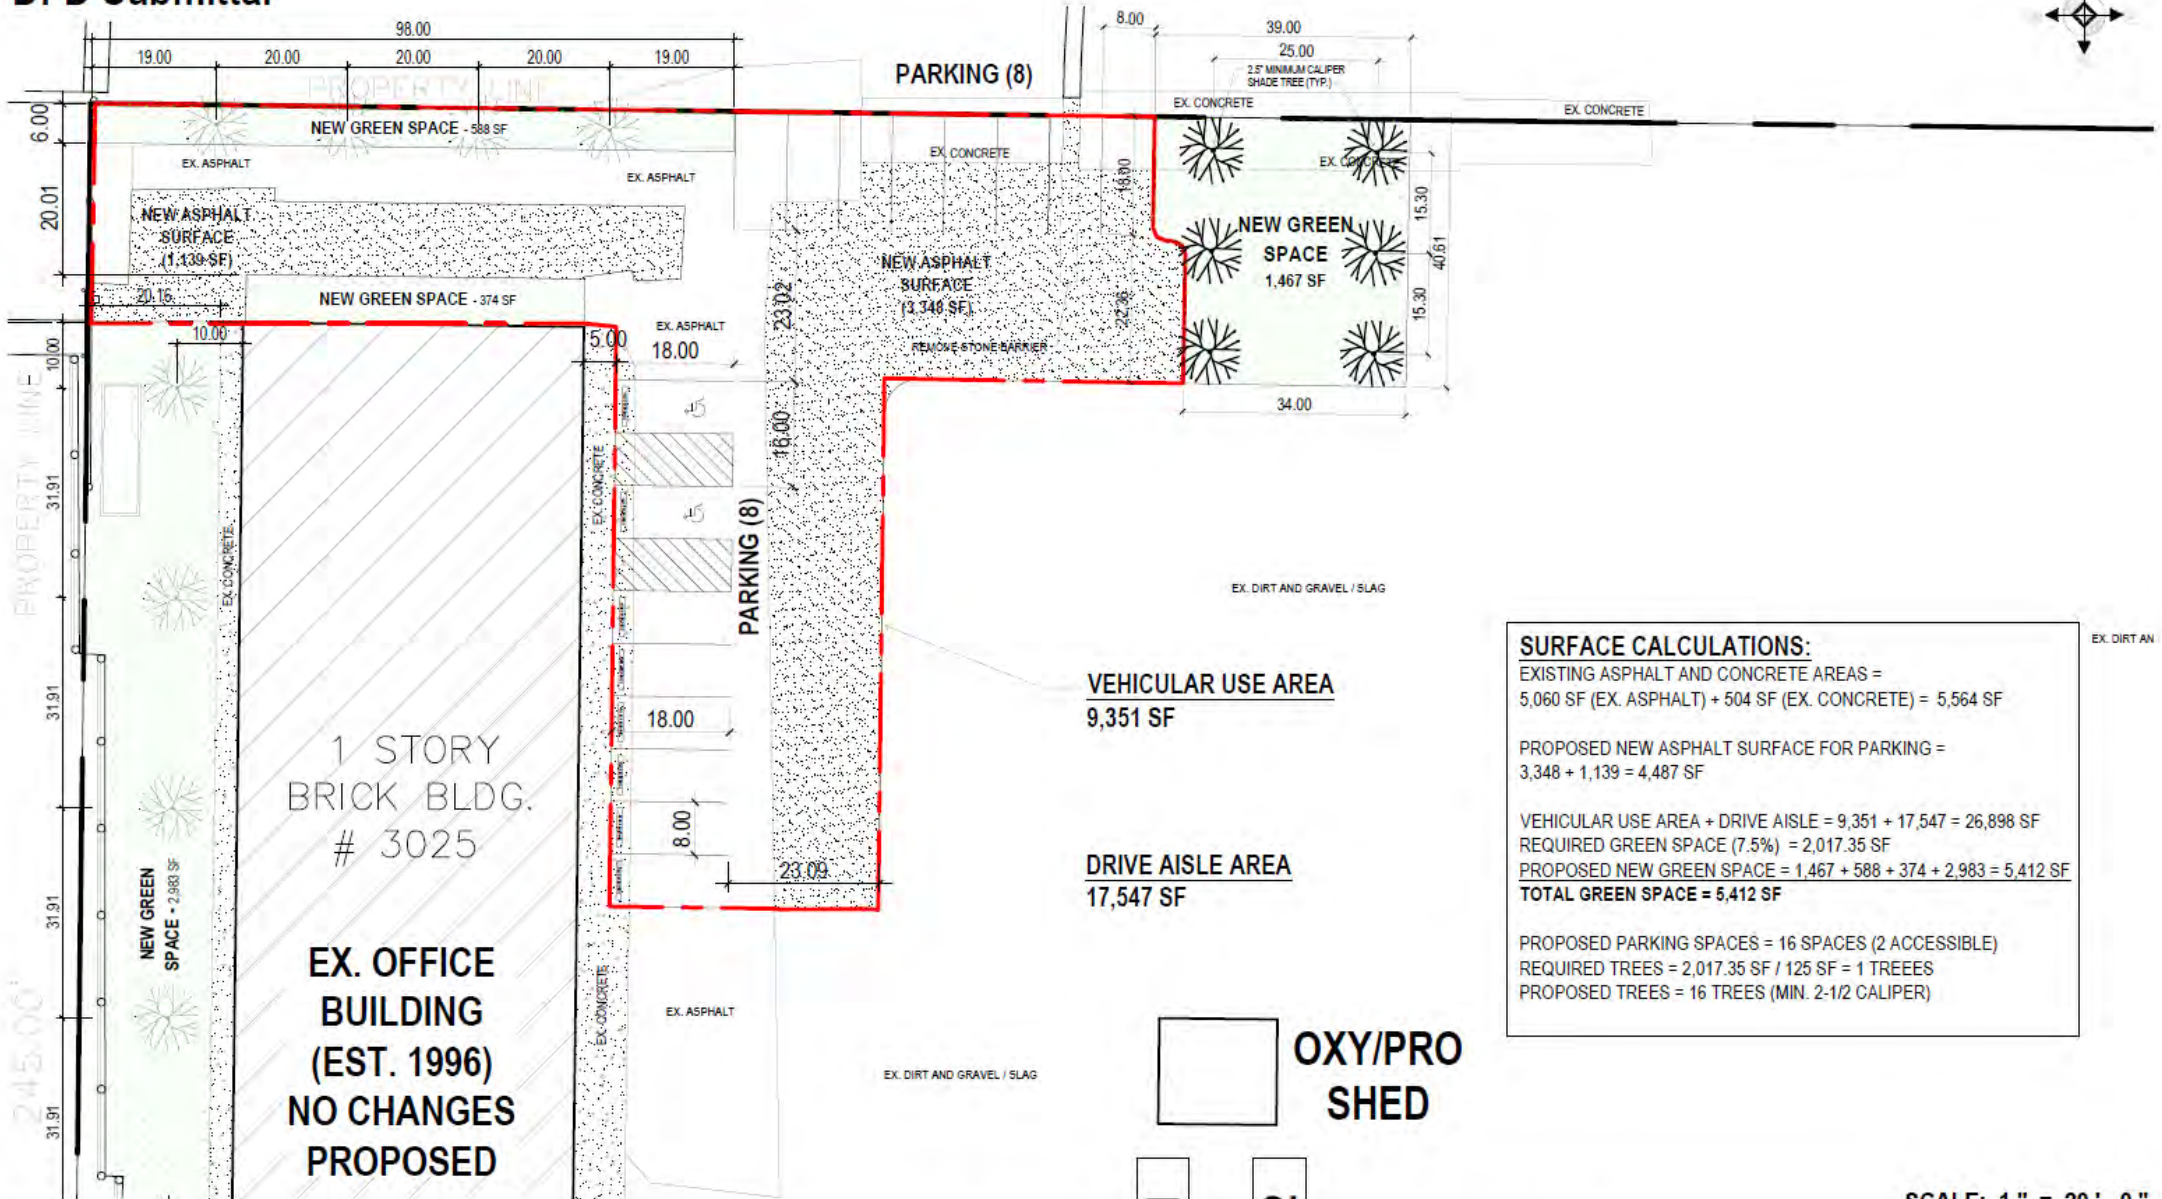 98.00
8.00
39.00
19.00
20.00
20.00
20.00
19.00
25.00
PARKING (8)
2.5" MINIMUM CALIPER
SHADE TREE (TYP.)
PROPERTY LINE
EX. CONCRETE
EX. CONCRETE
6.00
NEW GREEN SPACE - 588 SF
EX. ASPHALT
EX. ASPHALT
EX. CONCRETE
EX. CONCRETE
18.00
15.30
20.01
NEW ASPHALT
SURFACE
(1,139 SF)
NEW GREEN
SPACE
1,467 SF
40.61
NEW ASPHALT
SURFACE
(3,348 SF)
20.16
NEW GREEN SPACE - 374 SF
23.02
22.36
15.30
10.00
10.00
5.00
EX. ASPHALT
18.00
REMOVE STONE BARRIER
34.00
16.00
PROPERTY LINE
31.91
EX. CONCRETE
EX. CONCRETE
PARKING (8)
EX. DIRT AND GRAVEL / SLAG
31.91
VEHICULAR USE AREA
9,351 SF
18.00
1 STORY
BRICK BLDG.
# 3025
8.00
23.09
DRIVE AISLE AREA
17,547 SF
SURFACE CALCULATIONS:
EXISTING ASPHALT AND CONCRETE AREAS =
5,060 SF (EX. ASPHALT) + 504 SF (EX. CONCRETE) = 5,564 SF
PROPOSED NEW ASPHALT SURFACE FOR PARKING =
3,348 + 1,139 = 4,487 SF
VEHICULAR USE AREA + DRIVE AISLE = 9,351 + 17,547 = 26,898 SF
REQUIRED GREEN SPACE (7.5%) = 2,017.35 SF
PROPOSED NEW GREEN SPACE = 1,467 + 588 + 374 + 2,983 = 5,412 SF
TOTAL GREEN SPACE = 5,412 SF
PROPOSED PARKING SPACES = 16 SPACES (2 ACCESSIBLE)
REQUIRED TREES = 2,017.35 SF / 125 SF = 1 TREEES
PROPOSED TREES = 16 TREES (MIN. 2-1/2 CALIPER)
EX. DIRT AN
NEW GREEN
SPACE - 2,983 SF
31.91
245.00'
31.91
EX. OFFICE
BUILDING
(EST. 1996)
NO CHANGES
PROPOSED
EX. CONCRETE
EX. ASPHALT
EX. DIRT AND GRAVEL / SLAG
OXY/PRO
SHED